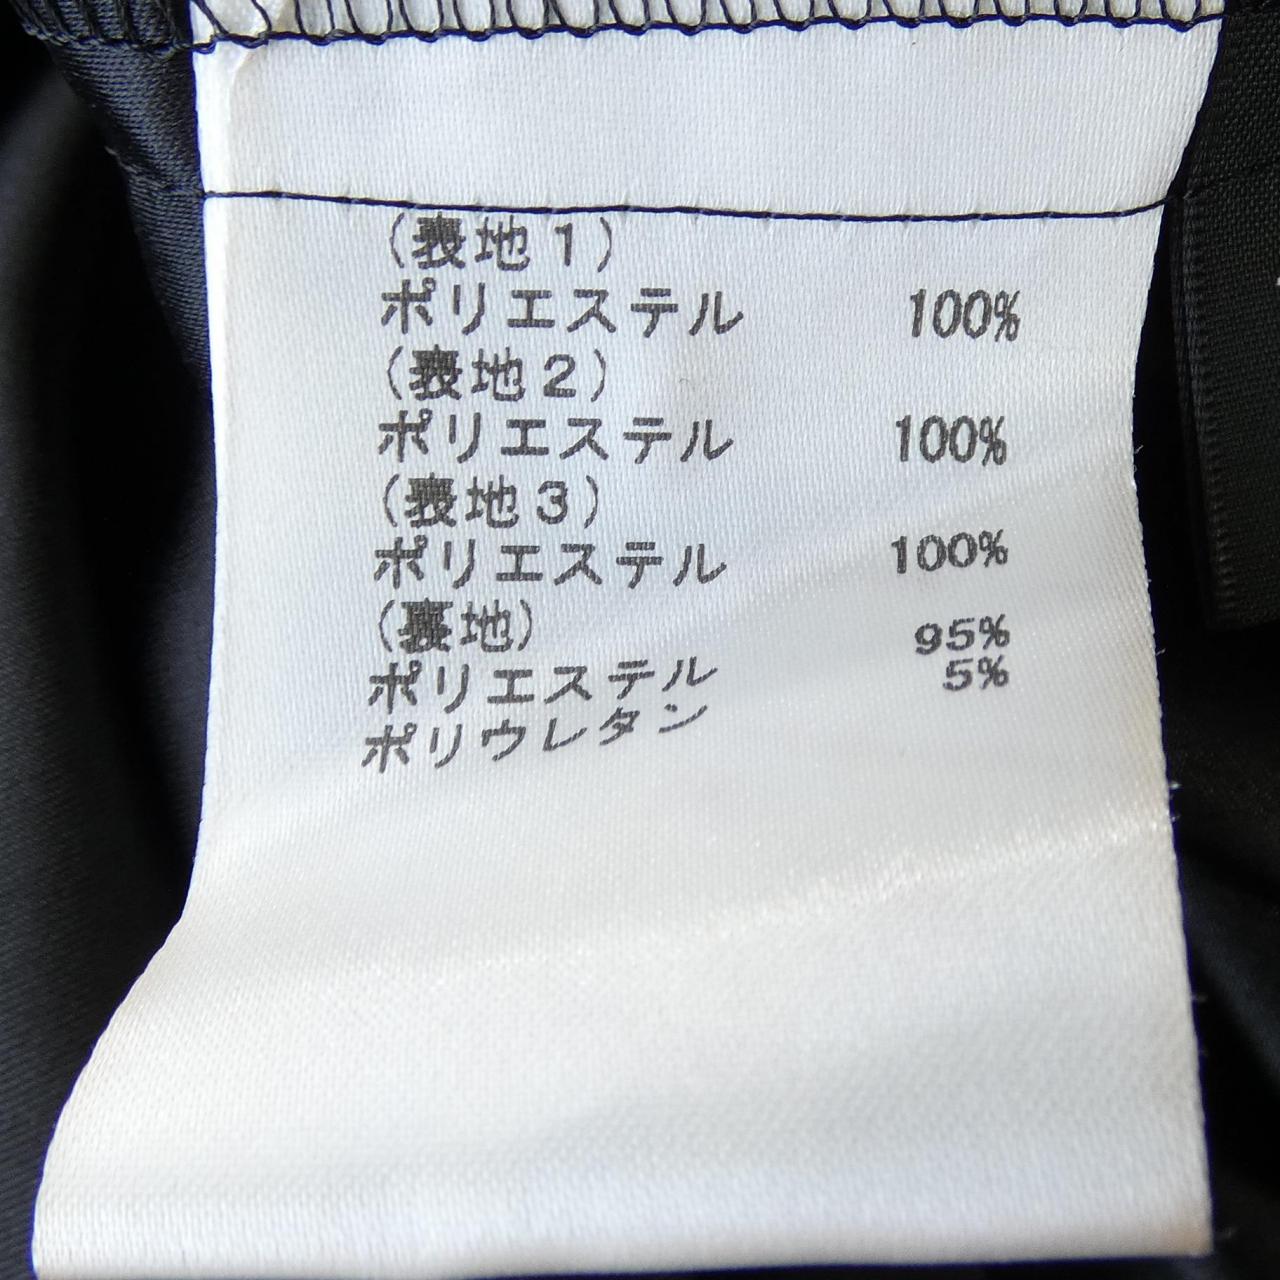 (表地1)
ポリエステル 100%
(表地2)
ポリエステル 100%
(表地3)
ポリエステル 100%
(裏地)
ポリエステル 95%
ポリウレタン 5%